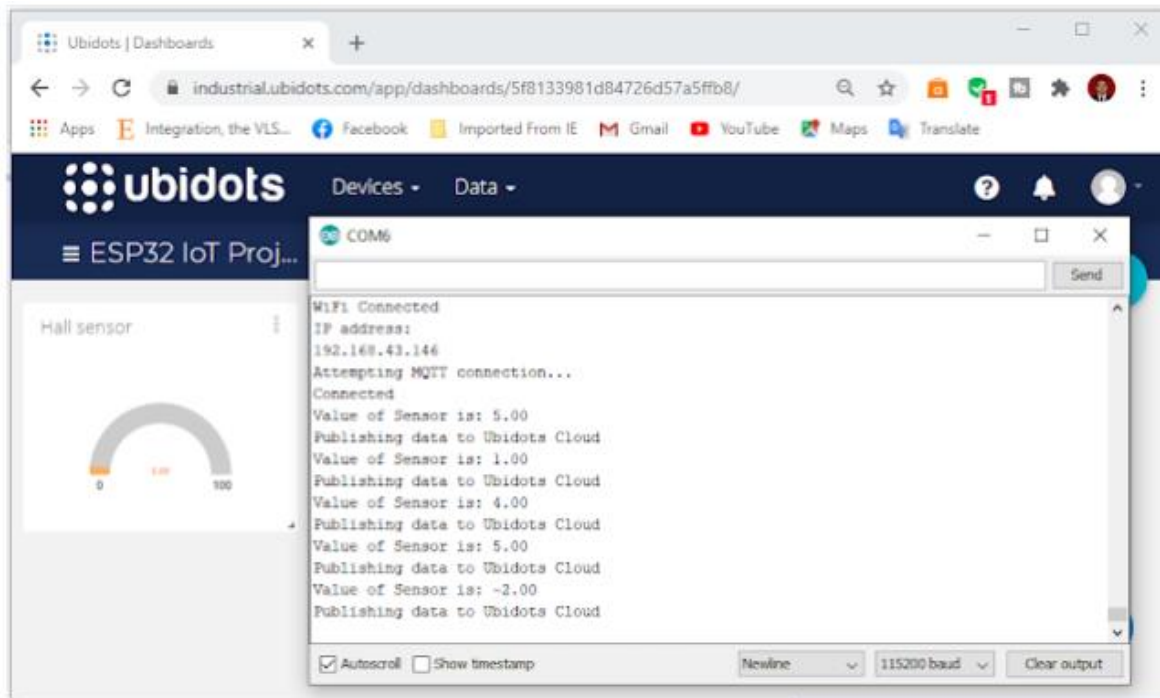 Ubidots | Dashboards
industrial.ubidots.com/app/dashboards/5f8133981d84726d57a5ffb8/
Apps Integration, the VLS... Facebook Imported From IE Gmail YouTube Maps Translate
ubidots Devices Data
ESP32 IoT Proj...
COM6
Send
Hall sensor
0 100
WiFi Connected
IP address:
192.168.43.146
Attempting MQTT connection...
Connected
Value of Sensor is: 5.00
Publishing data to Ubidots Cloud
Value of Sensor is: 1.00
Publishing data to Ubidots Cloud
Value of Sensor is: 4.00
Publishing data to Ubidots Cloud
Value of Sensor is: 5.00
Publishing data to Ubidots Cloud
Value of Sensor is: -2.00
Publishing data to Ubidots Cloud
Autoscroll Show timestamp Newline 115200 baud Clear output